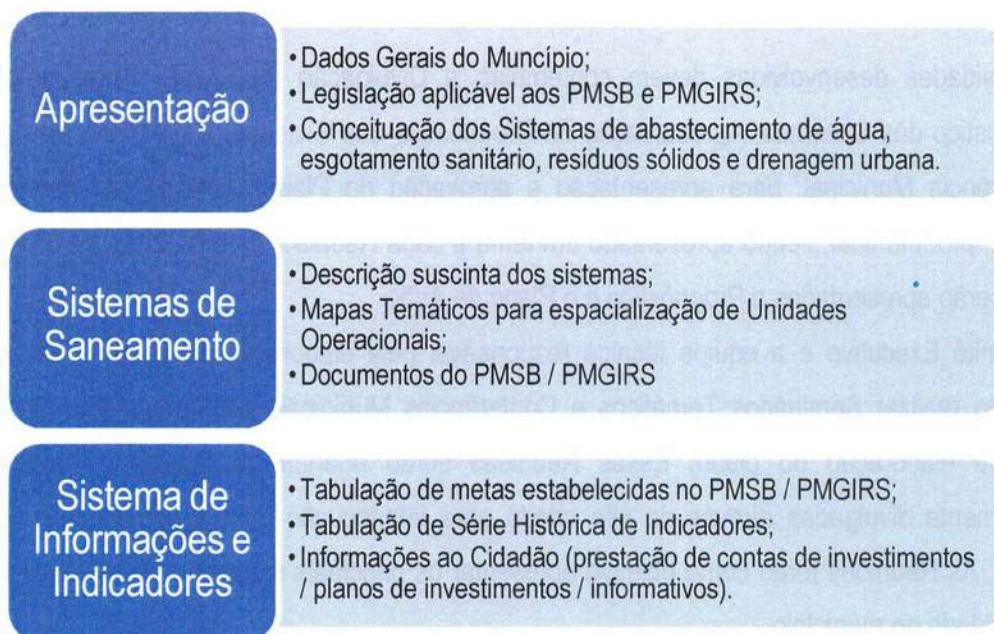 Apresentação
• Dados Gerais do Muncípio;
• Legislação aplicável aos PMSB e PMGIRS;
• Conceituação dos Sistemas de abastecimento de água,
esgotamento sanitário, resíduos sólidos e drenagem urbana.
Sistemas de
Saneamento
• Descrição suscinta dos sistemas;
• Mapas Temáticos para espacialização de Unidades
Operacionais;
• Documentos do PMSB / PMGIRS
Sistema de
Informações e
Indicadores
• Tabulação de metas estabelecidas no PMSB / PMGIRS;
• Tabulação de Série Histórica de Indicadores;
• Informações ao Cidadão (prestação de contas de investimentos
/ planos de investimentos / informativos).